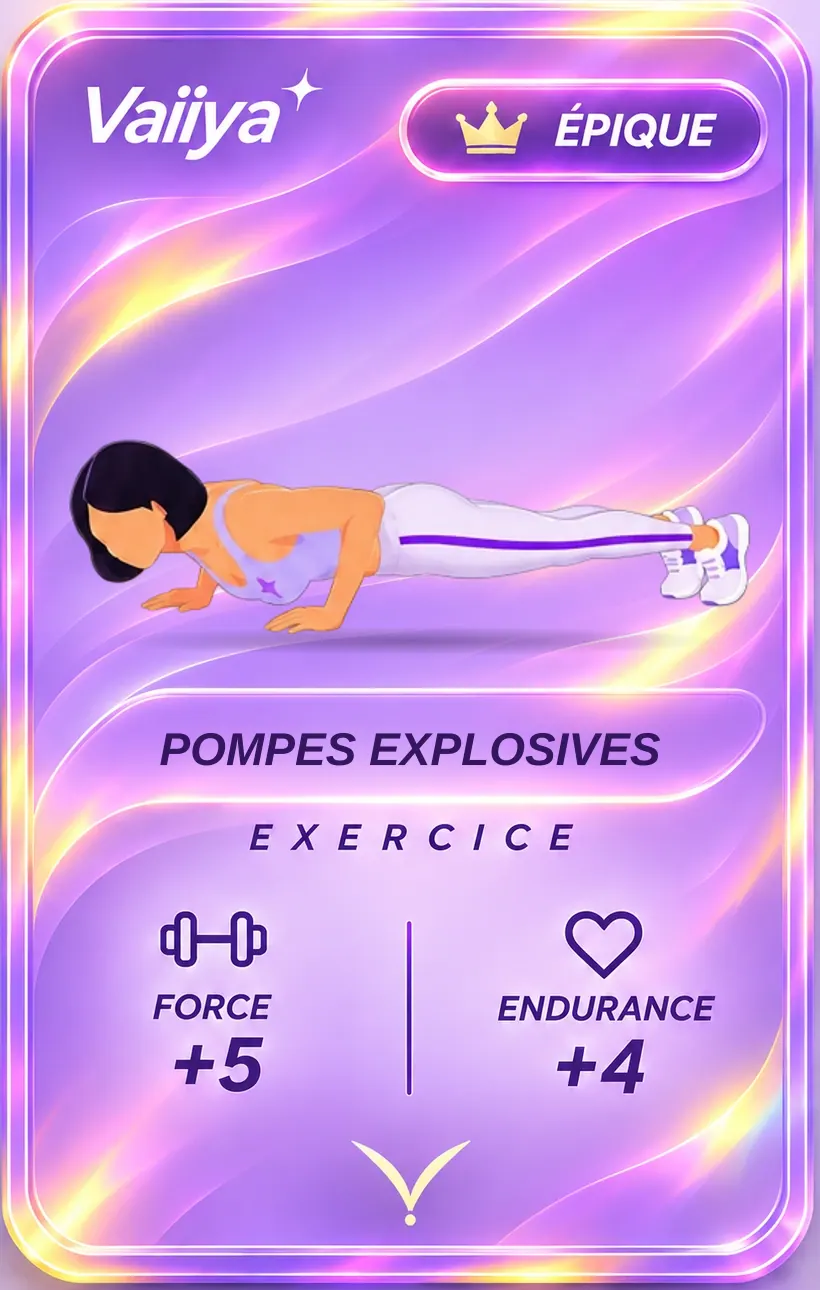 Vaiiya
ÉPIQUE
POMPES EXPLOSIVES
EXERCICE
FORCE
+5
ENDURANCE
+4